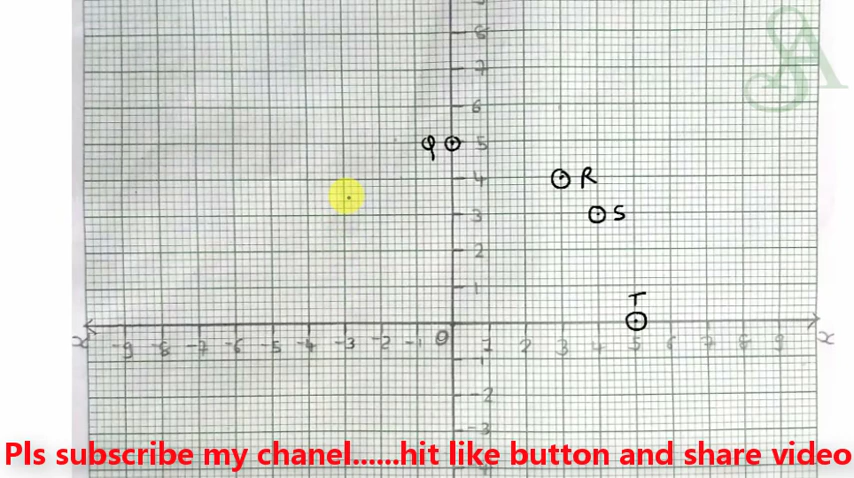 SA
8
7
6
Q 5
4 R
3 S
2
1 T
x' -9 -8 -7 -6 -5 -4 -3 -2 -1 O 1 2 3 4 5 6 7 8 9 x
-1
-2
-3
Pls subscribe my chanel......hit like button and share video